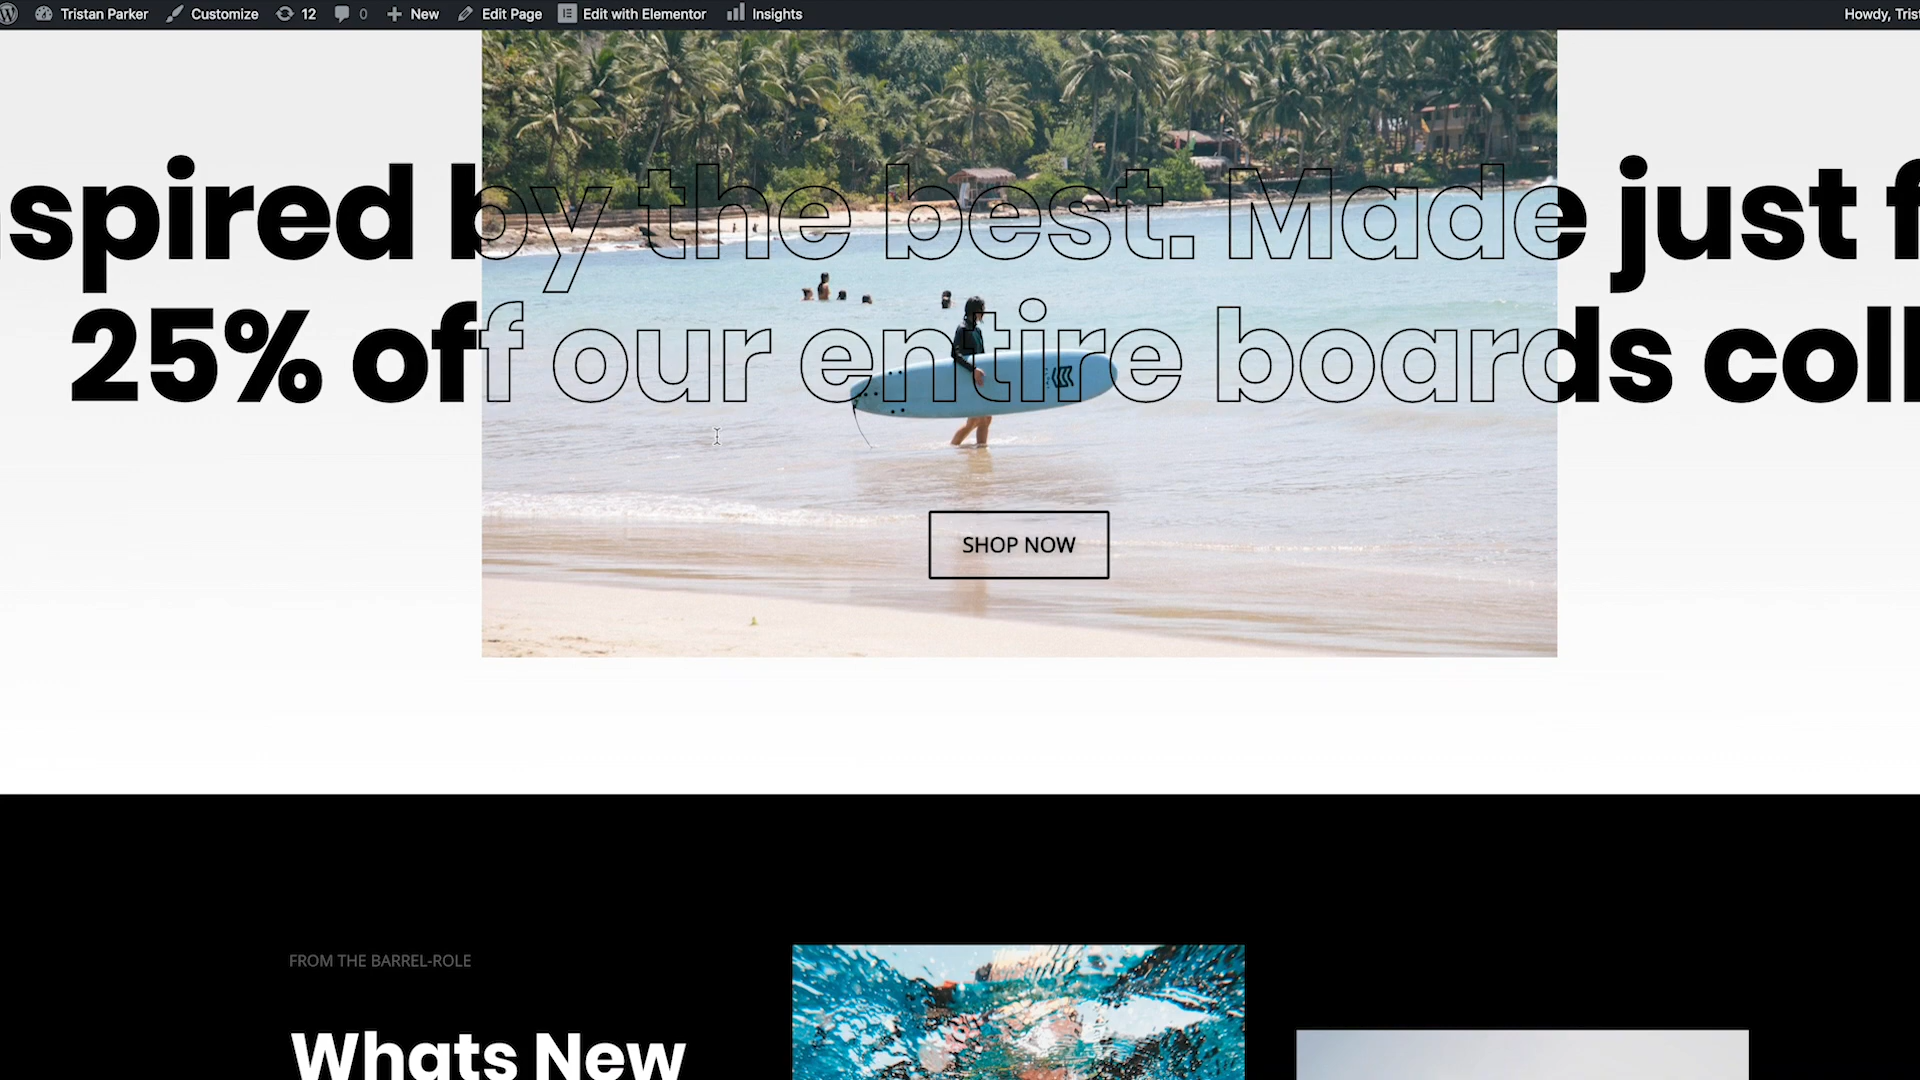 Tristan Parker Customize 12 0 New Edit Page Edit with Elementor Insights Howdy, Trist
nspired by the best. Made just f
25% off our entire boards coll
SHOP NOW
FROM THE BARREL-ROLE
Whats New